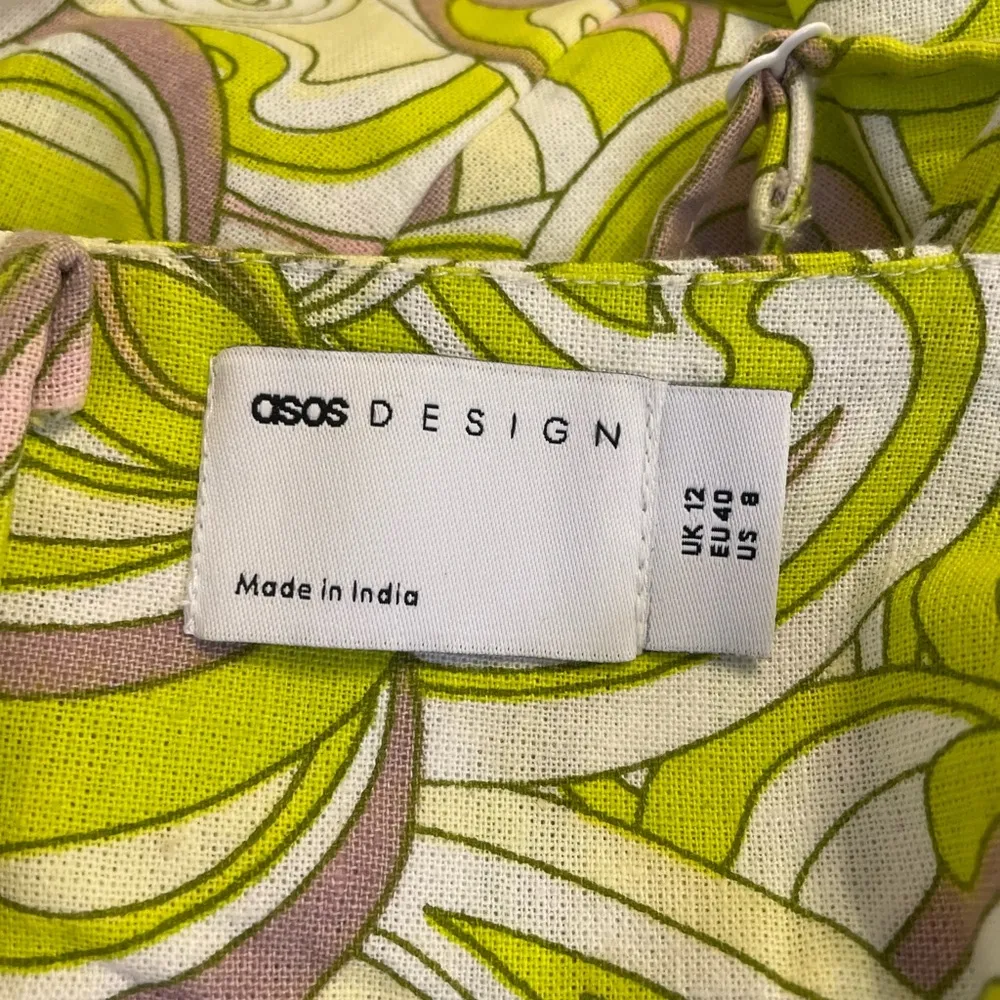 asos DESIGN
Made in India
UK 12
EU 40
US 8